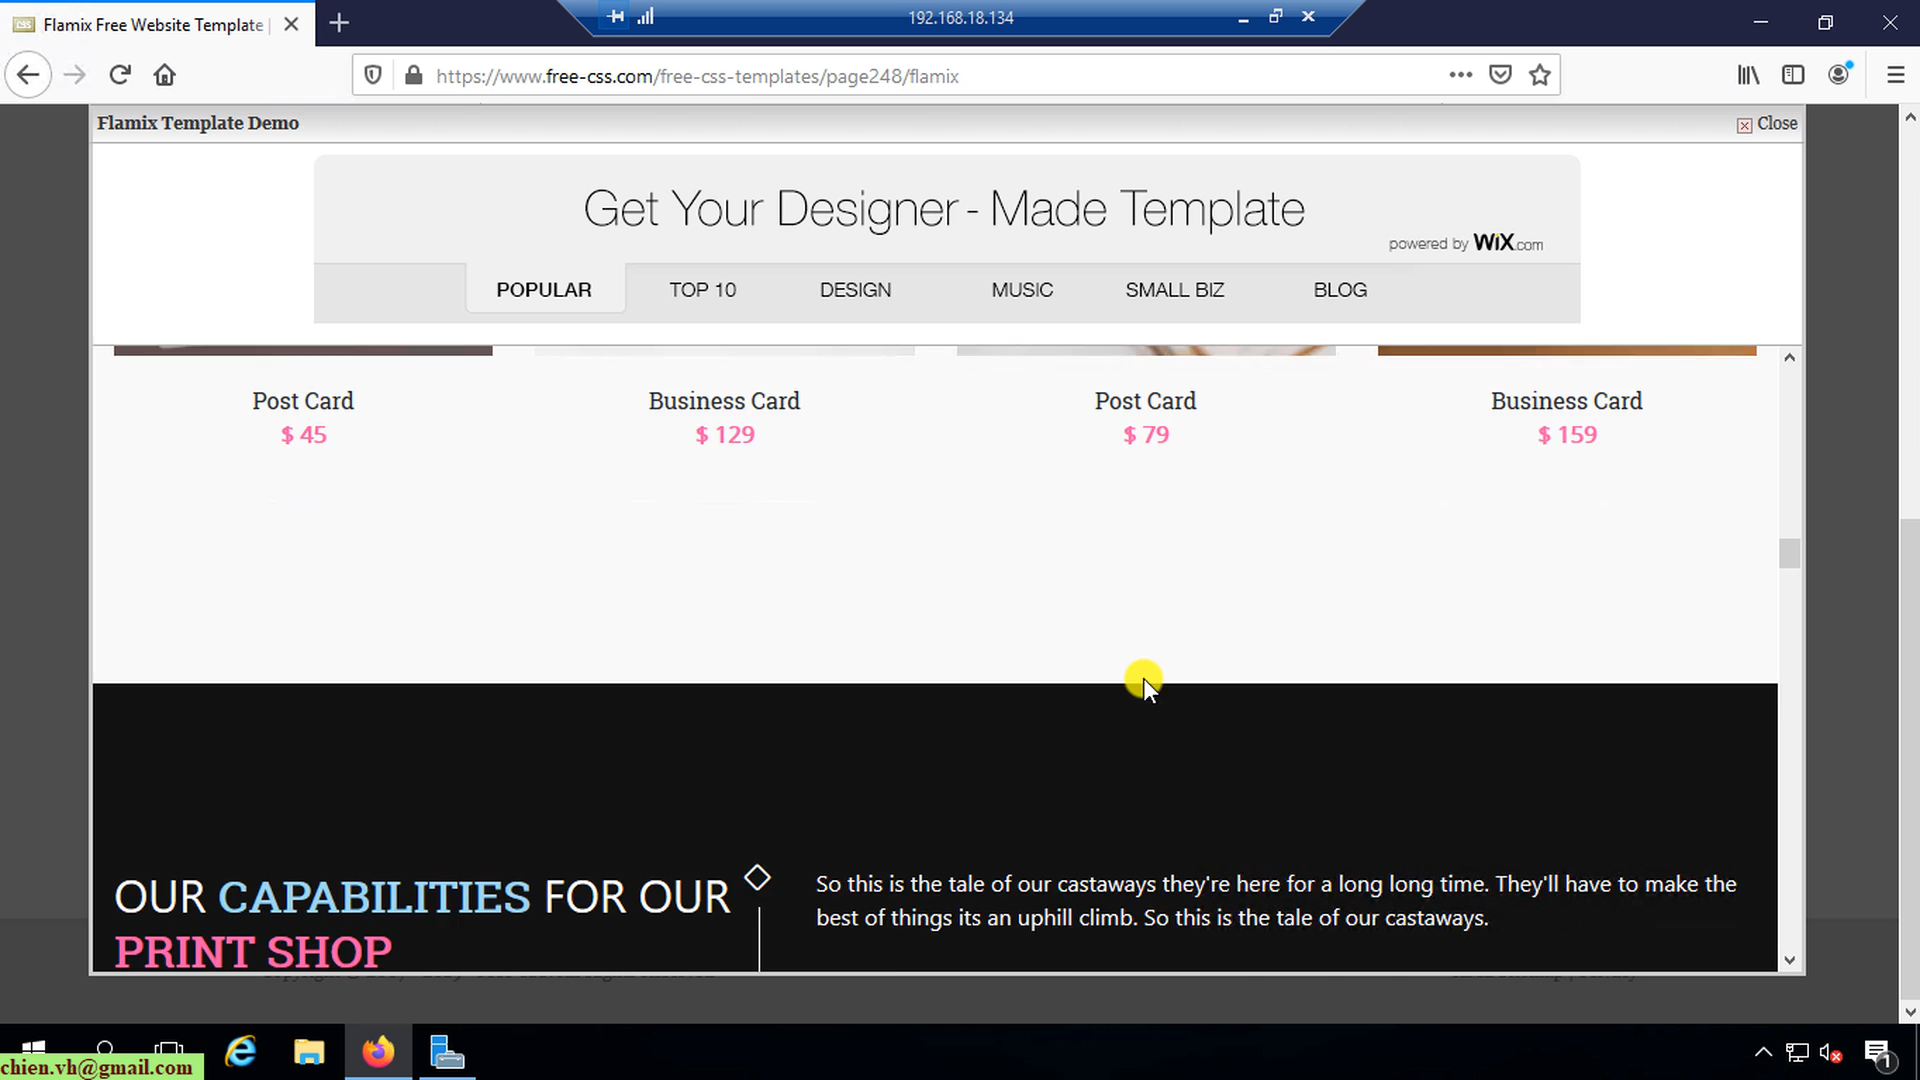 Flamix Free Website Template |
192.168.18.134
https://www.free-css.com/free-css-templates/page248/flamix
Flamix Template Demo
Close
Get Your Designer - Made Template
powered by WiX.com
POPULAR
TOP 10
DESIGN
MUSIC
SMALL BIZ
BLOG
Post Card
$ 45
Business Card
$ 129
Post Card
$ 79
Business Card
$ 159
OUR CAPABILITIES FOR OUR
PRINT SHOP
So this is the tale of our castaways they're here for a long long time. They'll have to make the
best of things its an uphill climb. So this is the tale of our castaways.
chien.vh@gmail.com
1